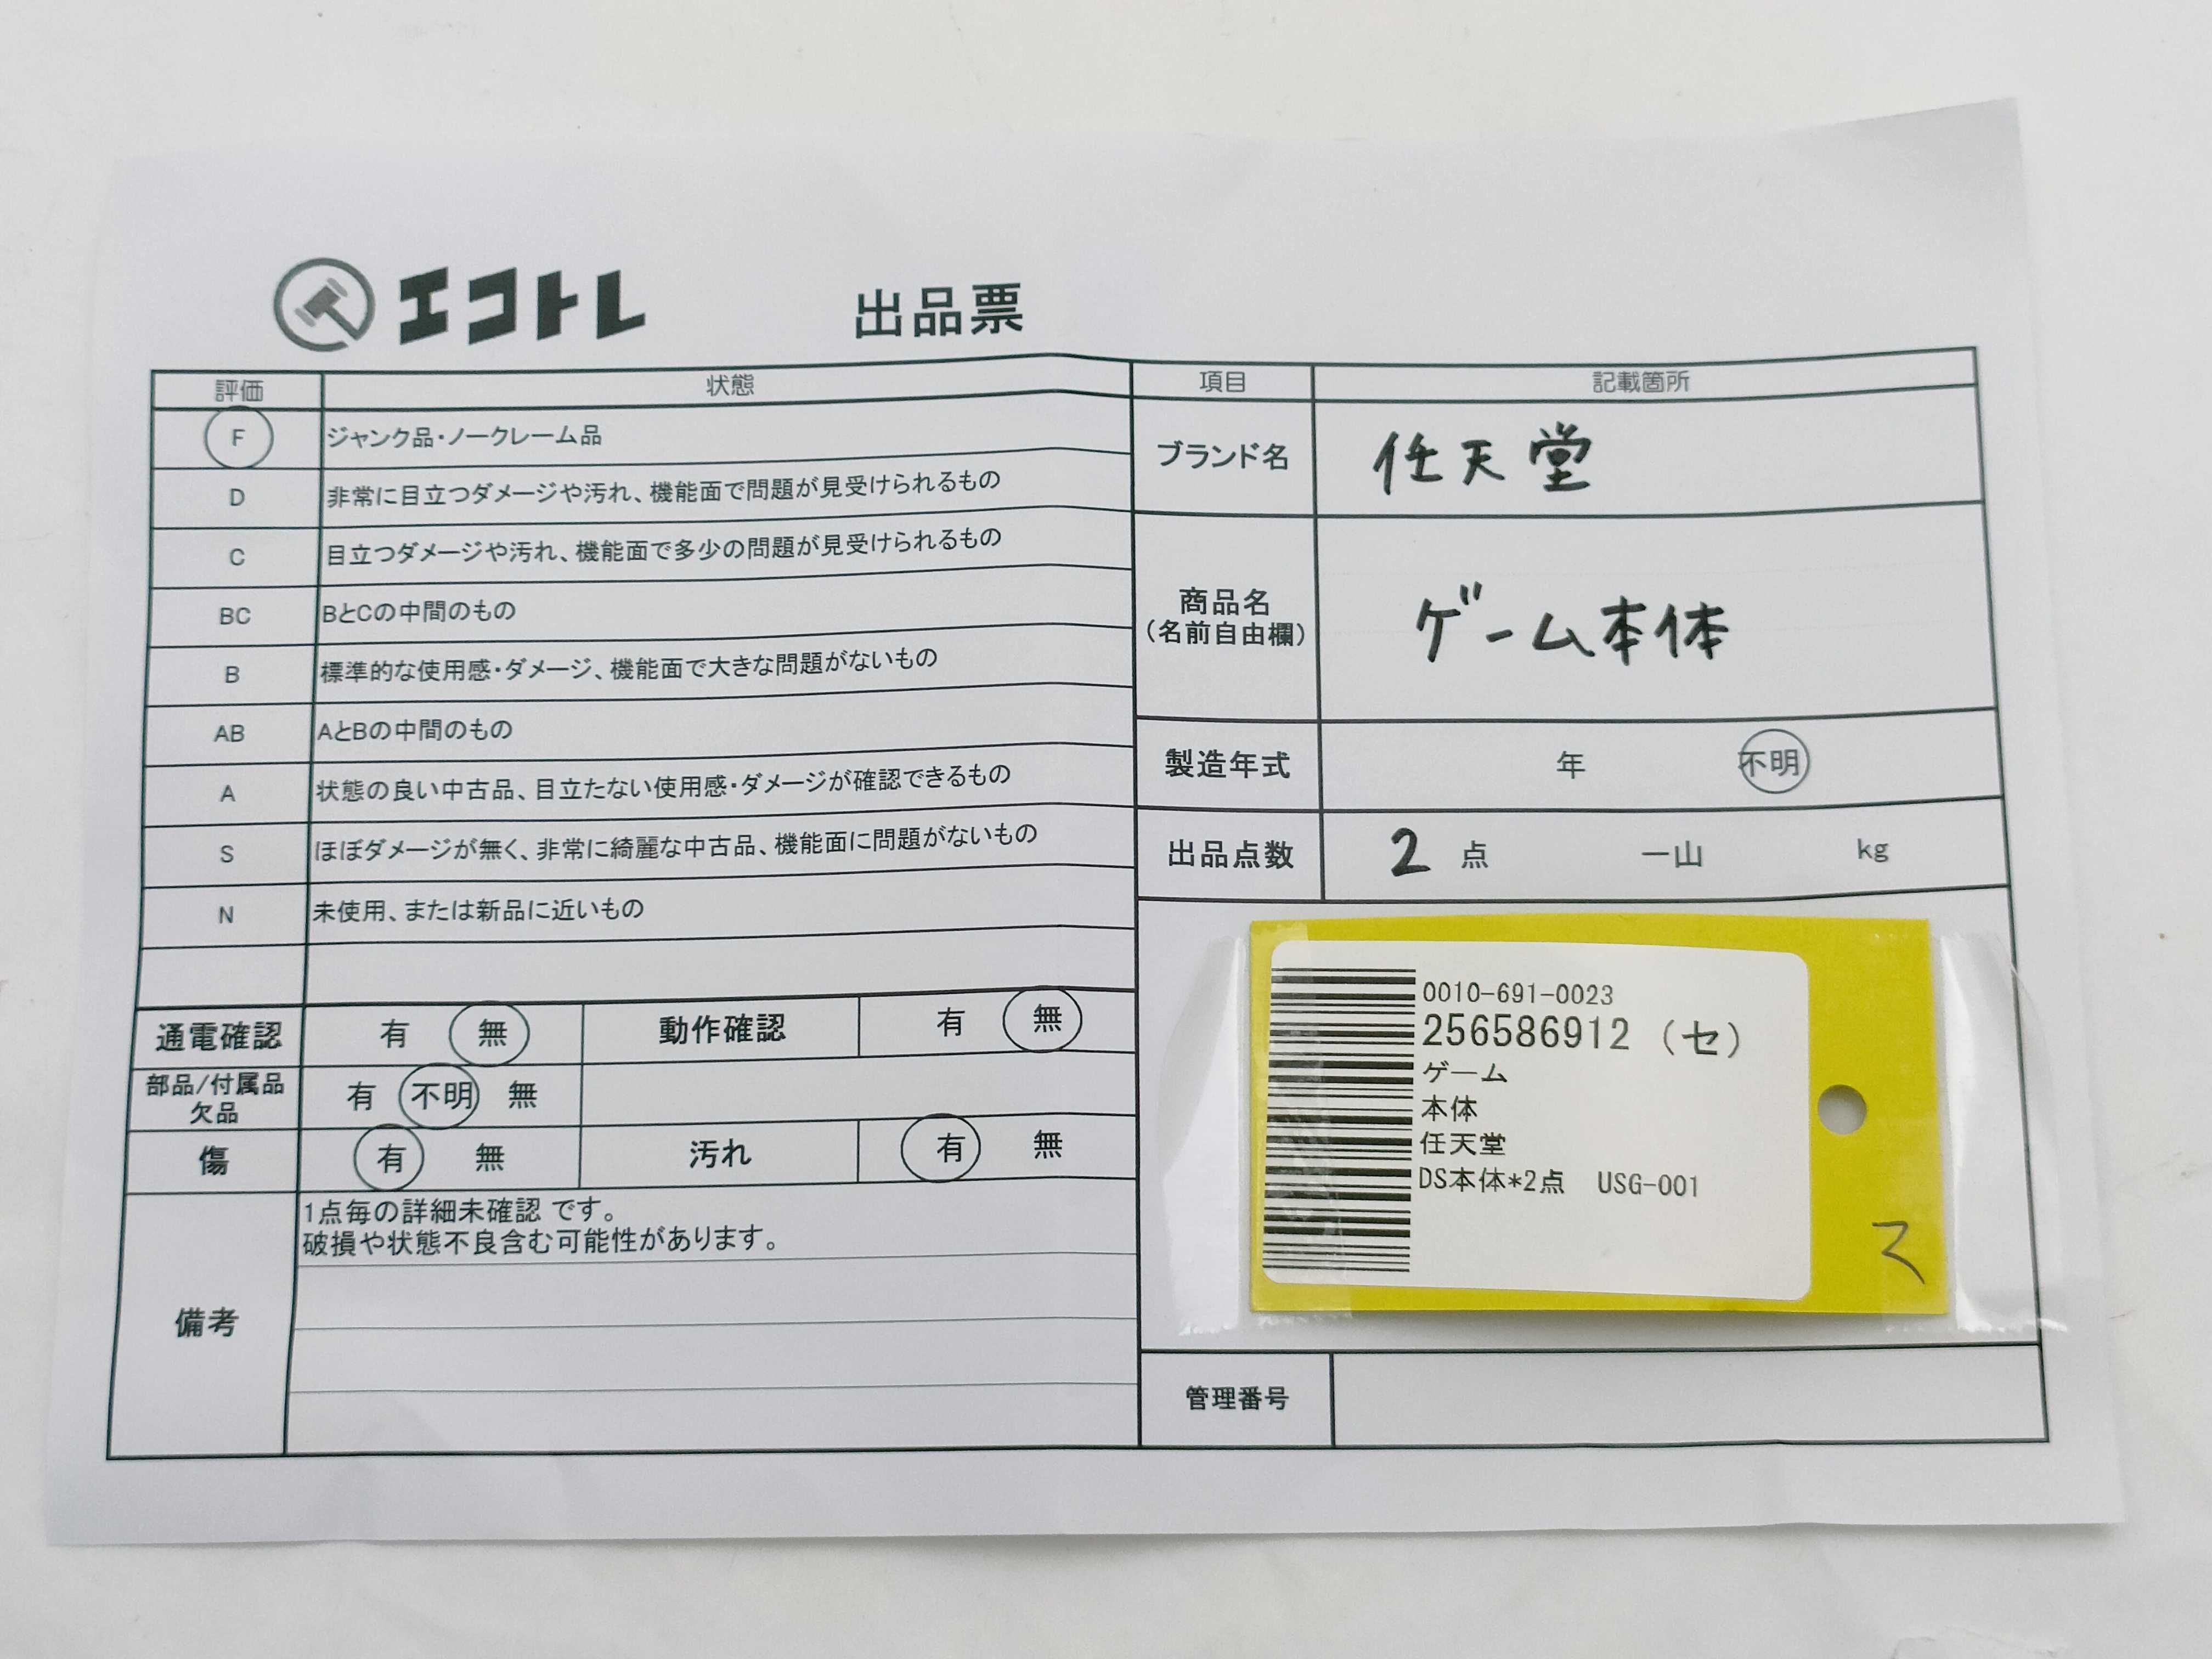 エコトレ 出品票
評価 状態
F ジャンク品・ノークレーム品
D 非常に目立つダメージや汚れ、機能面で問題が見受けられるもの
C 目立つダメージや汚れ、機能面で多少の問題が見受けられるもの
BC BとCの中間のもの
B 標準的な使用感・ダメージ、機能面で大きな問題がないもの
AB AとBの中間のもの
A 状態の良い中古品、目立たない使用感・ダメージが確認できるもの
S ほぼダメージが無く、非常に綺麗な中古品、機能面に問題がないもの
N 未使用、または新品に近いもの
通電確認 有 無 動作確認 有 無
部品/付属品
欠品 有 不明 無
傷 有 無 汚れ 有 無
備考
1点毎の詳細未確認 です。
破損や状態不良含む可能性があります。
項目 記載箇所
ブランド名 任天堂
商品名
(名前自由欄) ゲーム本体
製造年式 年 不明
出品点数 2 点 一山 kg
0010-691-0023
256586912 (セ)
ゲーム
本体
任天堂
DS本体*2点 USG-001
管理番号